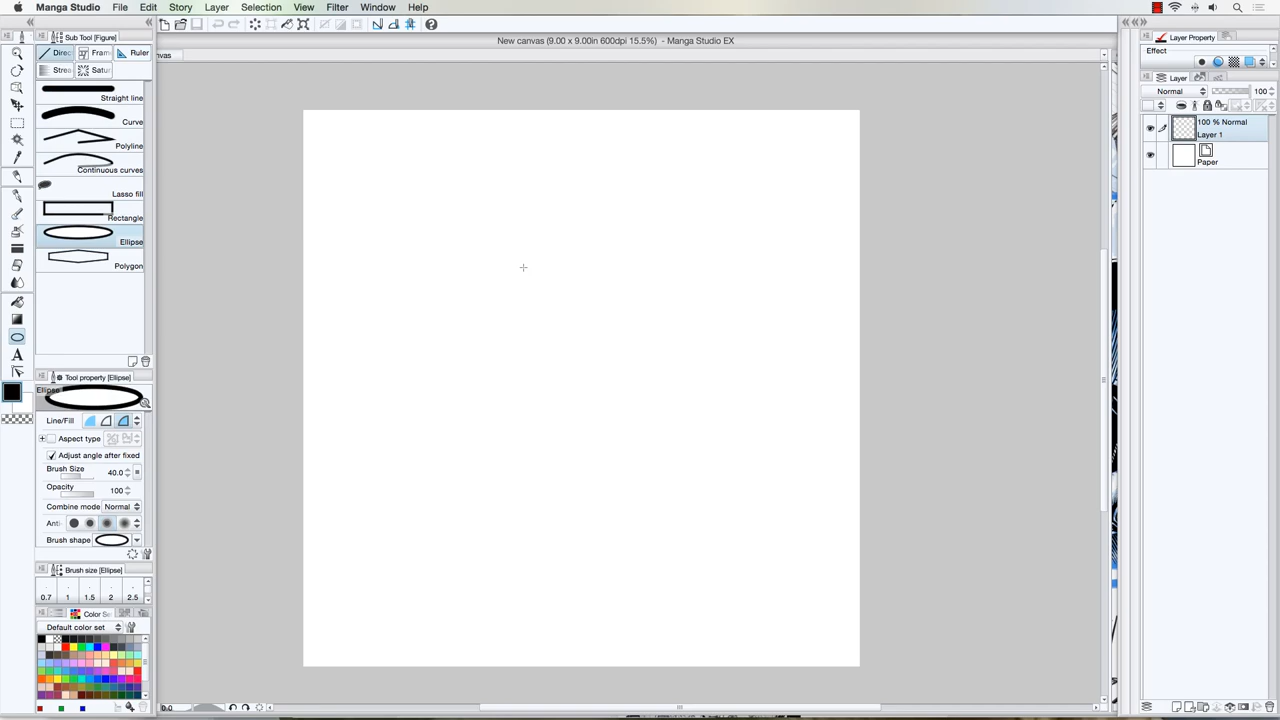 Manga Studio File Edit Story Layer Selection View Filter Window Help
New canvas (9.00 x 9.00in 600dpi 15.5%) - Manga Studio EX
Sub Tool [Figure]
Direc Fram Ruler
vas
Strea Satur
Straight line
Curve
Polyline
Continuous curves
Lasso fill
Rectangle
Ellipse
Polygon
Tool property [Ellipse]
Ellipse
Line/Fill
Aspect type
Adjust angle after fixed
Brush Size 40.0
Opacity 100
Combine mode Normal
Anti
Brush shape
Brush size [Ellipse]
0.7 1 1.5 2 2.5
Color Se
Default color set
0.0
Layer Property
Effect
Layer
Normal 100
100 % Normal
Layer 1
Paper